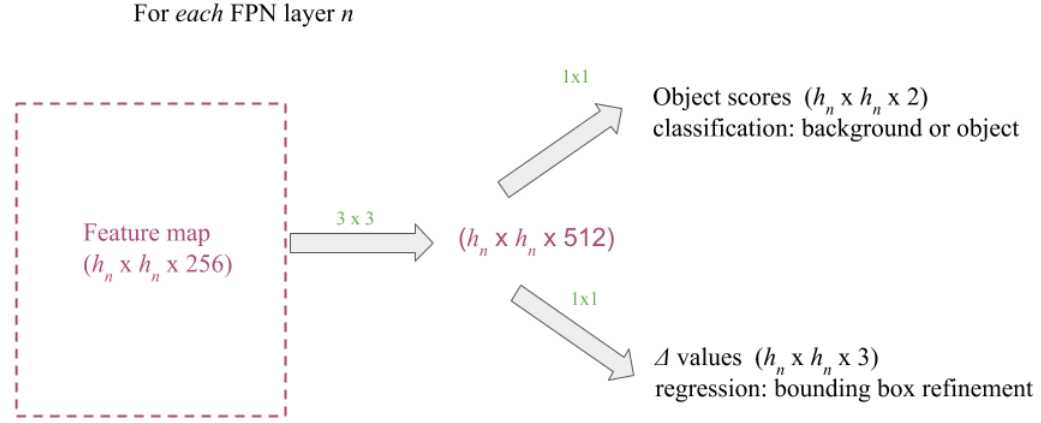 For each FPN layer n
1x1
Object scores (hₙ x hₙ x 2)
classification: background or object
3 x 3
Feature map
(hₙ x hₙ x 256)
(hₙ x hₙ x 512)
1x1
Δ values (hₙ x hₙ x 3)
regression: bounding box refinement